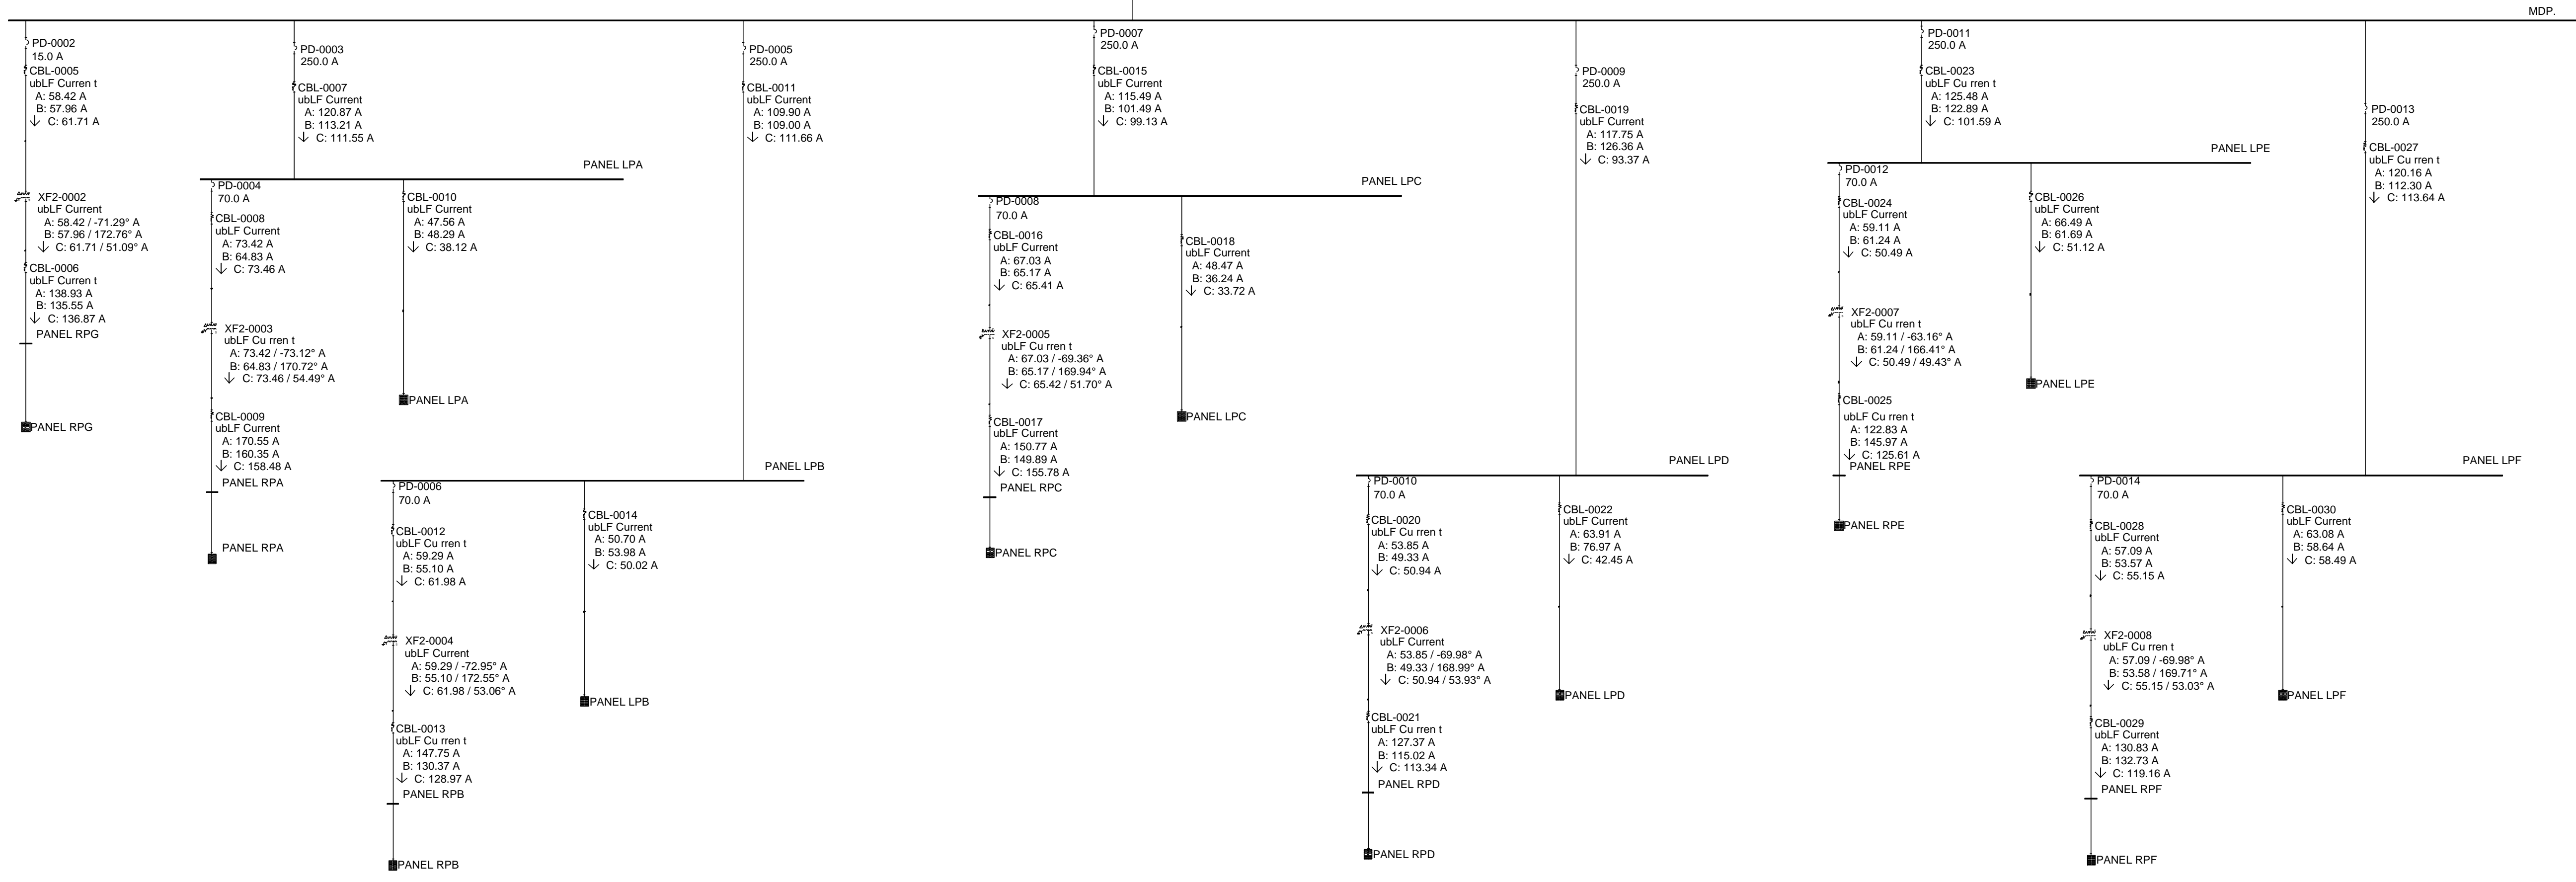 MDP.
PD-0002
15.0 A
CBL-0005
ubLF Curren t
A: 58.42 A
B: 57.96 A
C: 61.71 A
XF2-0002
ubLF Current
A: 58.42 / -71.29° A
B: 57.96 / 172.76° A
C: 61.71 / 51.09° A
CBL-0006
ubLF Curren t
A: 138.93 A
B: 135.55 A
C: 136.87 A
PANEL RPG
PANEL RPG
PD-0003
250.0 A
CBL-0007
ubLF Current
A: 120.87 A
B: 113.21 A
C: 111.55 A
PANEL LPA
PD-0004
70.0 A
CBL-0008
ubLF Current
A: 73.42 A
B: 64.83 A
C: 73.46 A
XF2-0003
ubLF Cu rren t
A: 73.42 / -73.12° A
B: 64.83 / 170.72° A
C: 73.46 / 54.49° A
CBL-0009
ubLF Current
A: 170.55 A
B: 160.35 A
C: 158.48 A
PANEL RPA
PANEL RPA
CBL-0010
ubLF Current
A: 47.56 A
B: 48.29 A
C: 38.12 A
PANEL LPA
PD-0005
250.0 A
CBL-0011
ubLF Current
A: 109.90 A
B: 109.00 A
C: 111.66 A
PANEL LPB
PD-0006
70.0 A
CBL-0012
ubLF Cu rren t
A: 59.29 A
B: 55.10 A
C: 61.98 A
XF2-0004
ubLF Current
A: 59.29 / -72.95° A
B: 55.10 / 172.55° A
C: 61.98 / 53.06° A
CBL-0013
ubLF Cu rren t
A: 147.75 A
B: 130.37 A
C: 128.97 A
PANEL RPB
PANEL RPB
CBL-0014
ubLF Current
A: 50.70 A
B: 53.98 A
C: 50.02 A
PANEL LPB
PD-0007
250.0 A
CBL-0015
ubLF Current
A: 115.49 A
B: 101.49 A
C: 99.13 A
PANEL LPC
PD-0008
70.0 A
CBL-0016
ubLF Current
A: 67.03 A
B: 65.17 A
C: 65.41 A
XF2-0005
ubLF Cu rren t
A: 67.03 / -69.36° A
B: 65.17 / 169.94° A
C: 65.42 / 51.70° A
CBL-0017
ubLF Current
A: 150.77 A
B: 149.89 A
C: 155.78 A
PANEL RPC
PANEL RPC
CBL-0018
ubLF Current
A: 48.47 A
B: 36.24 A
C: 33.72 A
PANEL LPC
PD-0009
250.0 A
CBL-0019
ubLF Current
A: 117.75 A
B: 126.36 A
C: 93.37 A
PANEL LPD
PD-0010
70.0 A
CBL-0020
ubLF Cu rren t
A: 53.85 A
B: 49.33 A
C: 50.94 A
XF2-0006
ubLF Current
A: 53.85 / -69.98° A
B: 49.33 / 168.99° A
C: 50.94 / 53.93° A
CBL-0021
ubLF Cu rren t
A: 127.37 A
B: 115.02 A
C: 113.34 A
PANEL RPD
PANEL RPD
CBL-0022
ubLF Current
A: 63.91 A
B: 76.97 A
C: 42.45 A
PANEL LPD
PD-0011
250.0 A
CBL-0023
ubLF Cu rren t
A: 125.48 A
B: 122.89 A
C: 101.59 A
PANEL LPE
PD-0012
70.0 A
CBL-0024
ubLF Current
A: 59.11 A
B: 61.24 A
C: 50.49 A
XF2-0007
ubLF Cu rren t
A: 59.11 / -63.16° A
B: 61.24 / 166.41° A
C: 50.49 / 49.43° A
CBL-0025
ubLF Cu rren t
A: 122.83 A
B: 145.97 A
C: 125.61 A
PANEL RPE
PANEL RPE
CBL-0026
ubLF Current
A: 66.49 A
B: 61.69 A
C: 51.12 A
PANEL LPE
PD-0013
250.0 A
CBL-0027
ubLF Cu rren t
A: 120.16 A
B: 112.30 A
C: 113.64 A
PANEL LPF
PD-0014
70.0 A
CBL-0028
ubLF Current
A: 57.09 A
B: 53.57 A
C: 55.15 A
XF2-0008
ubLF Cu rren t
A: 57.09 / -69.98° A
B: 53.58 / 169.71° A
C: 55.15 / 53.03° A
CBL-0029
ubLF Current
A: 130.83 A
B: 132.73 A
C: 119.16 A
PANEL RPF
PANEL RPF
CBL-0030
ubLF Current
A: 63.08 A
B: 58.64 A
C: 58.49 A
PANEL LPF